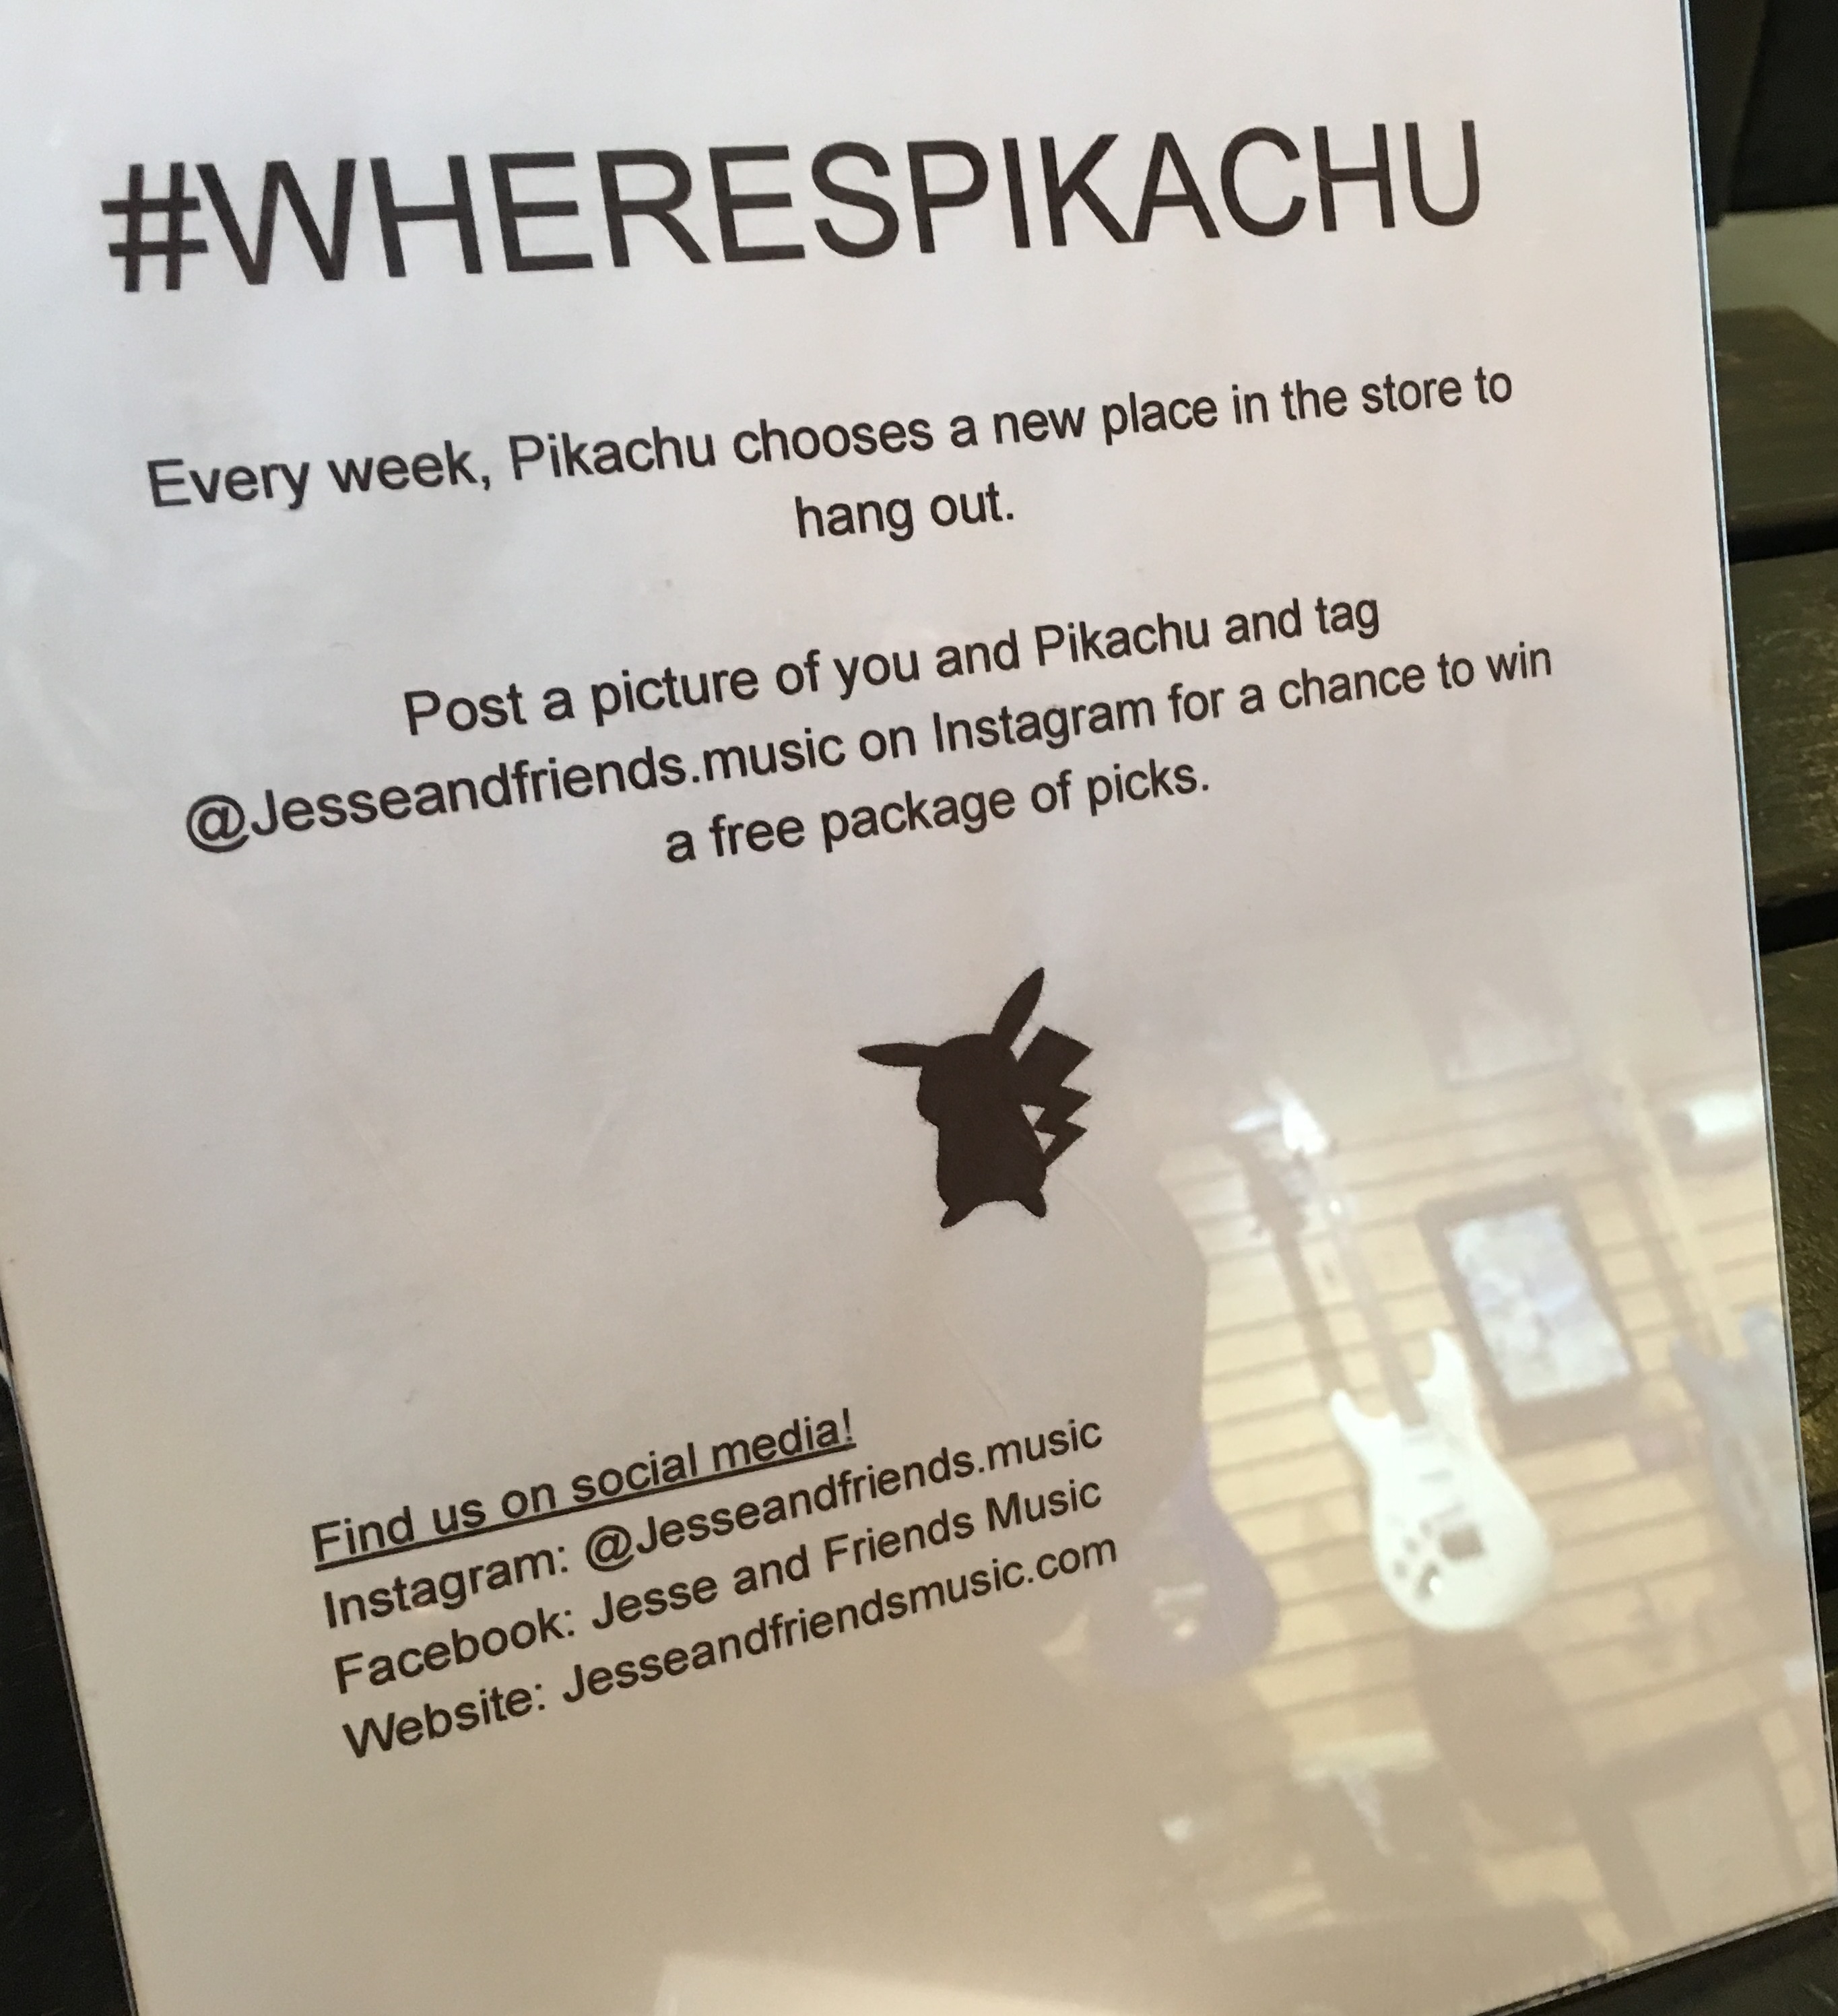 #WHERESPIKACHU
Every week, Pikachu chooses a new place in the store to
hang out.
Post a picture of you and Pikachu and tag
@Jesseandfriends.music on Instagram for a chance to win
a free package of picks.
Find us on social media!
Instagram: @Jesseandfriends.music
Facebook: Jesse and Friends Music
Website: Jesseandfriendsmusic.com